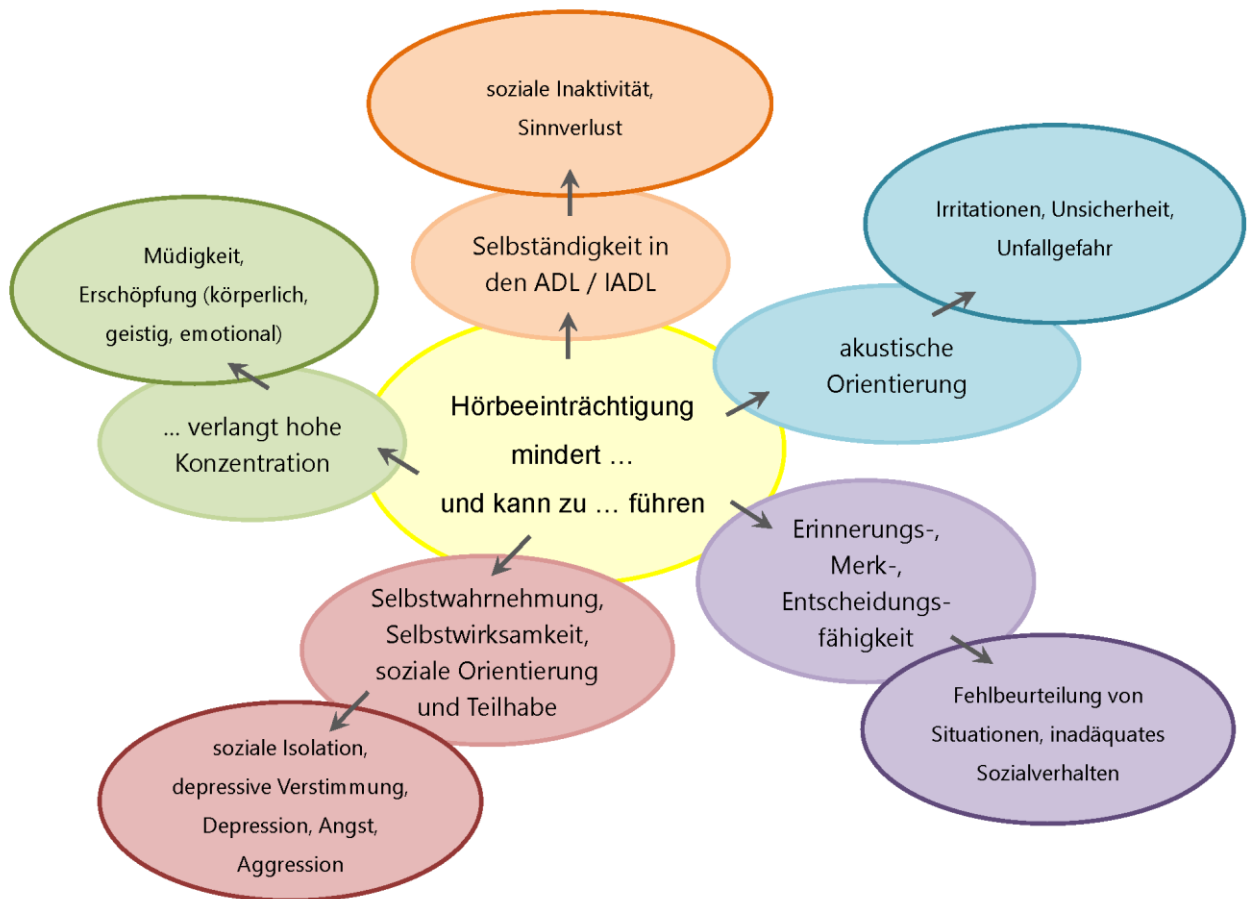 soziale Inaktivität,
Sinnverlust
Selbständigkeit in
den ADL / IADL
Irritationen, Unsicherheit,
Unfallgefahr
akustische
Orientierung
Müdigkeit,
Erschöpfung (körperlich,
geistig, emotional)
... verlangt hohe
Konzentration
Hörbeeinträchtigung
mindert ...
und kann zu ... führen
Erinnerungs-,
Merk-,
Entscheidungs-
fähigkeit
Fehlbeurteilung von
Situationen, inadäquates
Sozialverhalten
Selbstwahrnehmung,
Selbstwirksamkeit,
soziale Orientierung
und Teilhabe
soziale Isolation,
depressive Verstimmung,
Depression, Angst,
Aggression